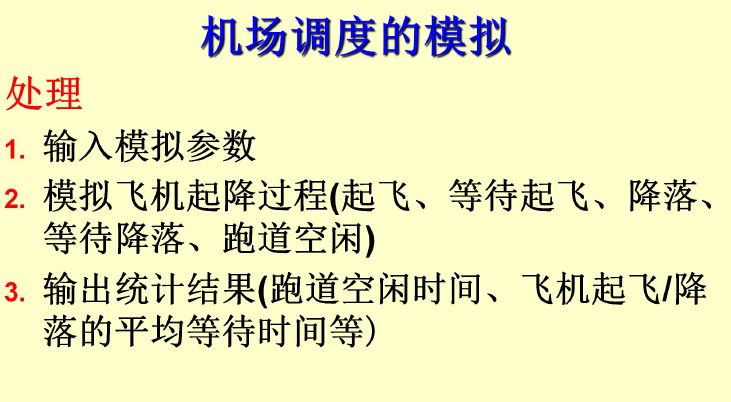 机场调度的模拟
处理
1. 输入模拟参数
2. 模拟飞机起降过程(起飞、等待起飞、降落、
等待降落、跑道空闲)
3. 输出统计结果(跑道空闲时间、飞机起飞/降
落的平均等待时间等）